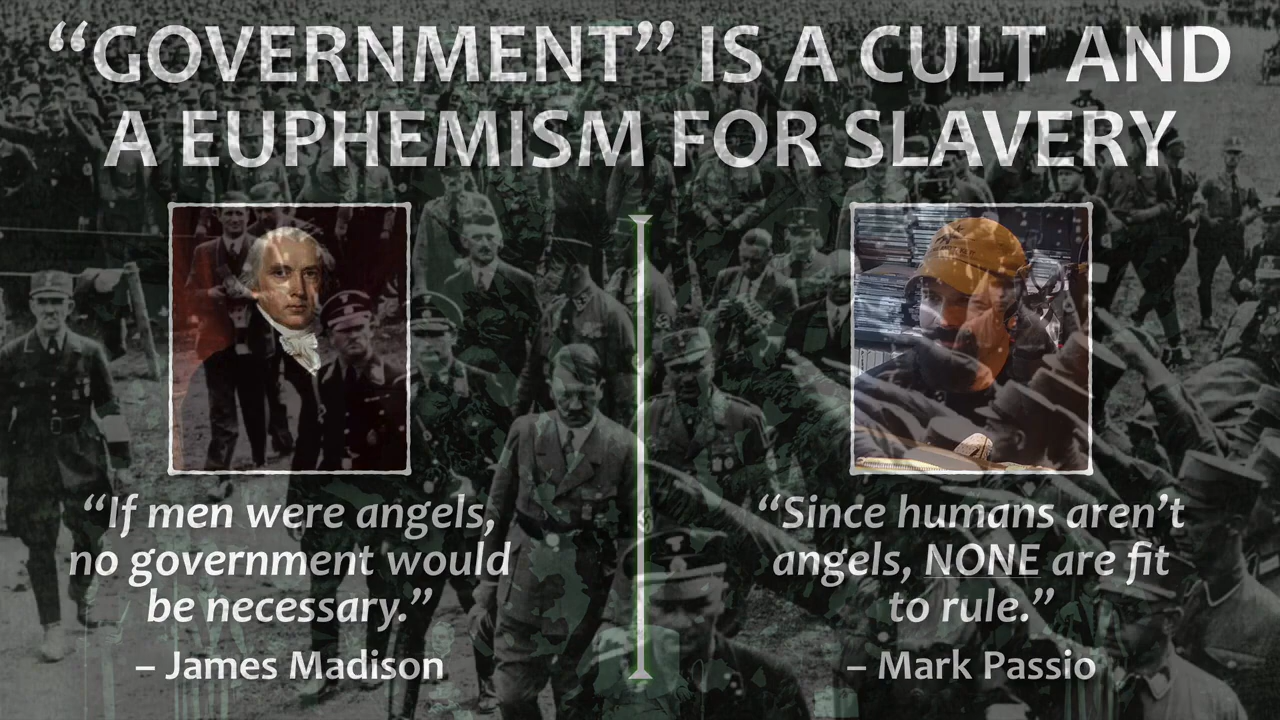 “GOVERNMENT” IS A CULT AND
A EUPHEMISM FOR SLAVERY
“If men were angels,
no government would
be necessary.”
– James Madison
“Since humans aren’t
angels, NONE are fit
to rule.”
– Mark Passio